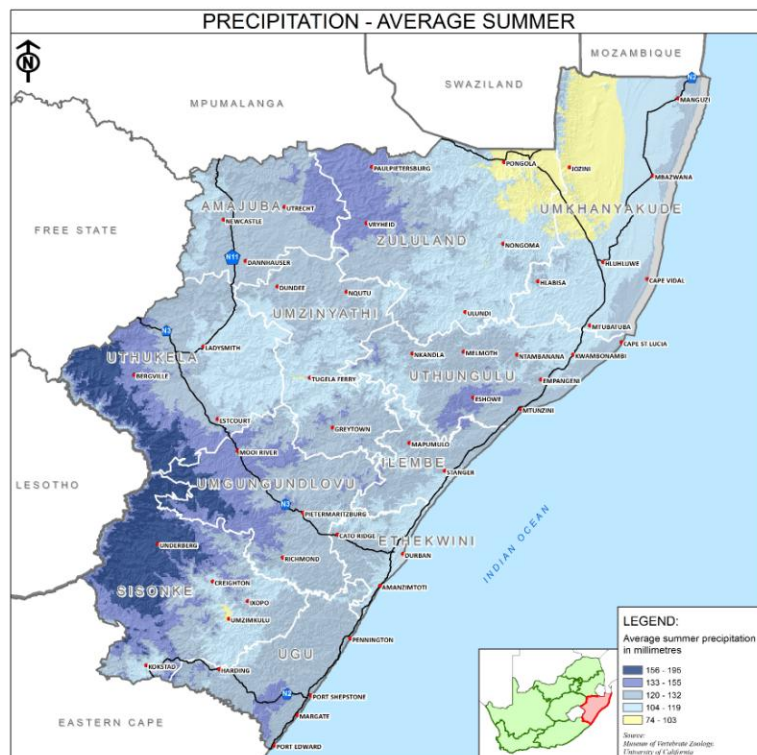 PRECIPITATION - AVERAGE SUMMER
N
MOZAMBIQUE
SWAZILAND
MPUMALANGA
N2
MANGUZI
PAULPIETERSBURG
PONGOLA
JOZINI
MBAZWANA
AMAJUBA
UTRECHT
NEWCASTLE
VRYHEID
UMKHANYAKUDE
FREE STATE
ZULULAND
NONGOMA
N11
DANNHAUSER
HLUHLUWE
DUNDEE
NQUTU
HLABISA
CAPE VIDAL
UMZINYATHI
ULUNDI
N3
MTUBATUBA
UTHUKELA
LADYSMITH
NKANDLA
MELMOTH
NTAMBANANA
KWAMBONAMBI
CAPE ST LUCIA
BERGVILLE
TUGELA FERRY
UTHUNGULU
EMPANGENI
ESHOWE
MTUNZINI
ESTCOURT
GREYTOWN
MOOI RIVER
MAPUMULO
ILEMBE
LESOTHO
UMGUNGUNDLOVU
STANGER
N3
PIETERMARITZBURG
CATO RIDGE
ETHEKWINI
INDIAN OCEAN
UNDERBERG
RICHMOND
DURBAN
SISONKE
CREIGHTON
AMANZIMTOTI
IXOPO
UMZIMKULU
PENNINGTON
UGU
KOKSTAD
HARDING
N2
PORT SHEPSTONE
MARGATE
EASTERN CAPE
PORT EDWARD
LEGEND:
Average summer precipitation
in millimetres
156 - 195
133 - 155
120 - 132
104 - 119
74 - 103
Source:
Museum of Vertebrate Zoology,
University of California